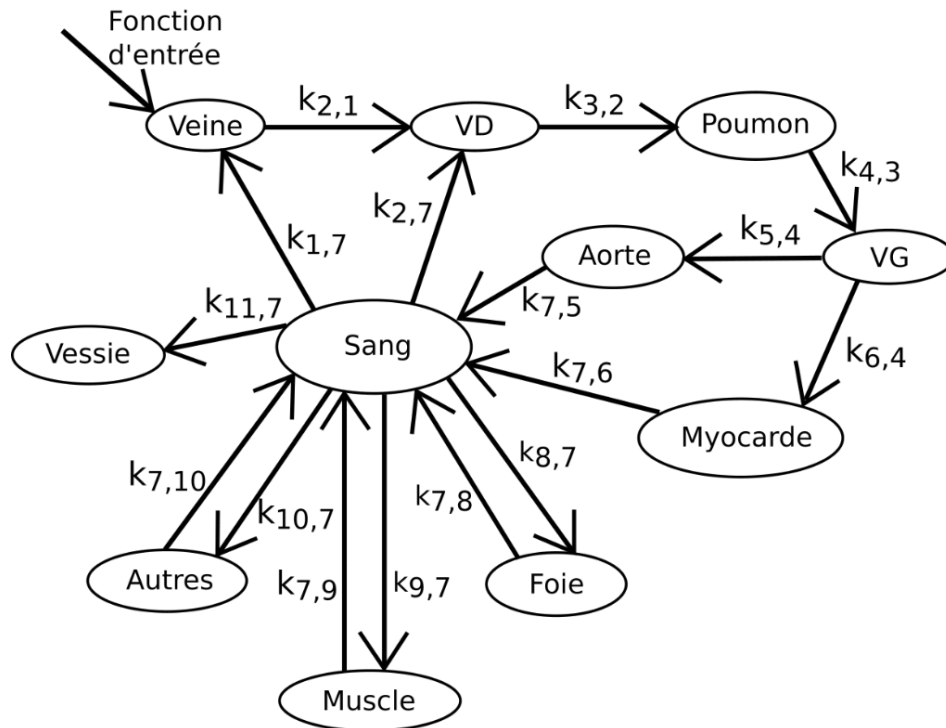 Fonction
d'entrée
Veine
k2,1
VD
k3,2
Poumon
k4,3
k1,7
k2,7
Aorte
k5,4
VG
k7,5
k11,7
Vessie
Sang
k7,6
k6,4
Myocarde
k7,10
k10,7
k7,8
k8,7
Autres
k7,9
k9,7
Foie
Muscle